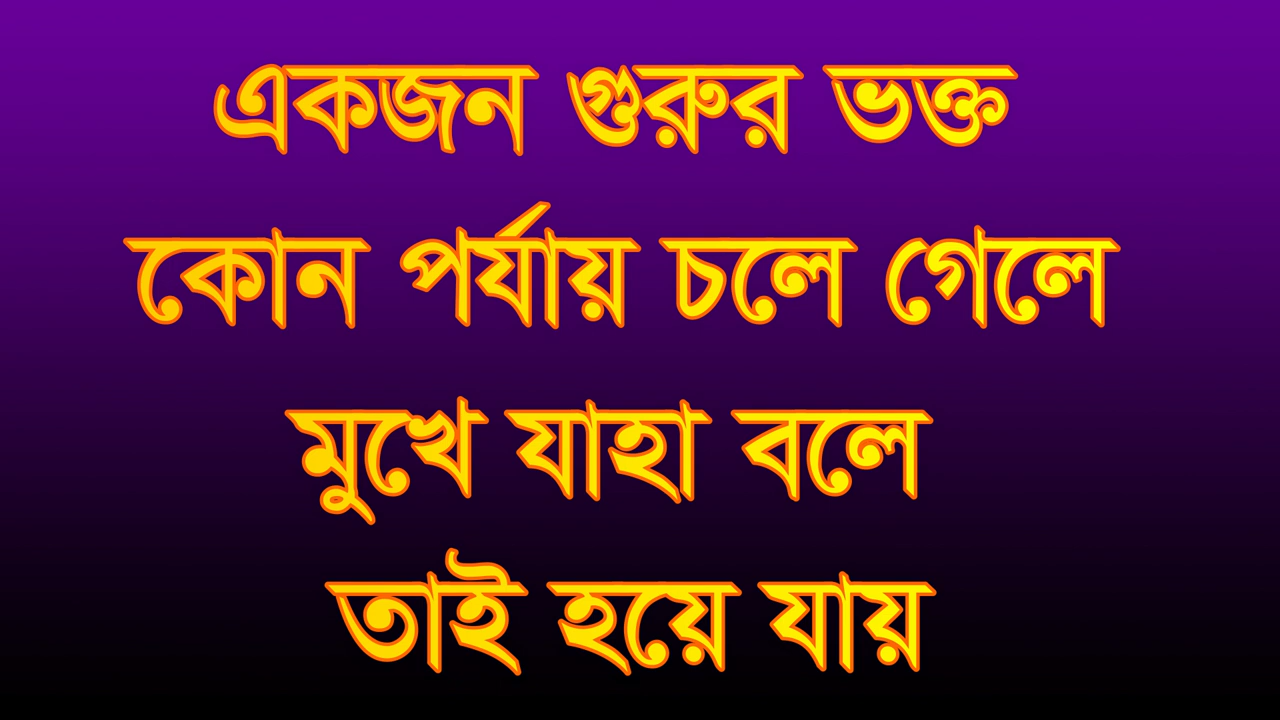 একজন গুরুর ভক্ত
কোন পর্যায় চলে গেলে
মুখে যাহা বলে
তাই হয়ে যায়